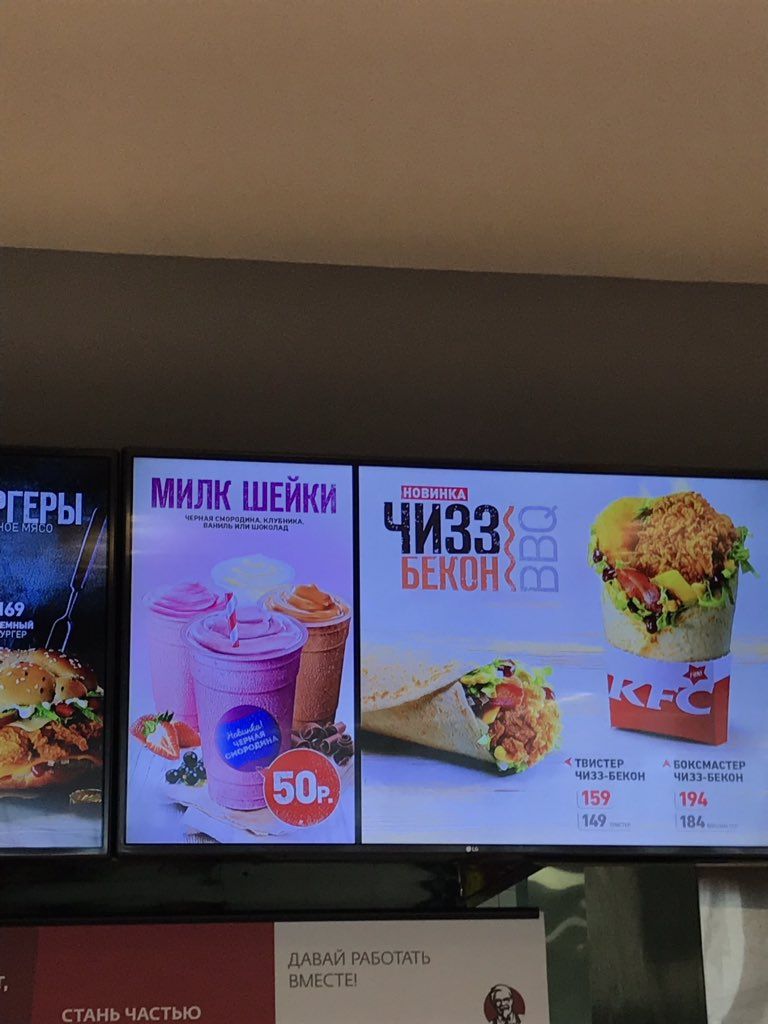 РГЕРЫ
НОЕ МЯСО
169
ЕМНЫЙ
УРГЕР
МИЛК ШЕЙКИ
ЧЕРНАЯ СМОРОДИНА, КЛУБНИКА,
ВАНИЛЬ ИЛИ ШОКОЛАД
Новинка!
ЧЕРНАЯ
СМОРОДИНА
50Р.
НОВИНКА
ЧИЗЗ
БЕКОН
BBQ
KFC
ТВИСТЕР
ЧИЗЗ-БЕКОН
159
149
БОКСМАСТЕР
ЧИЗЗ-БЕКОН
194
184
LG
СТАНЬ ЧАСТЬЮ
ДАВАЙ РАБОТАТЬ
ВМЕСТЕ!